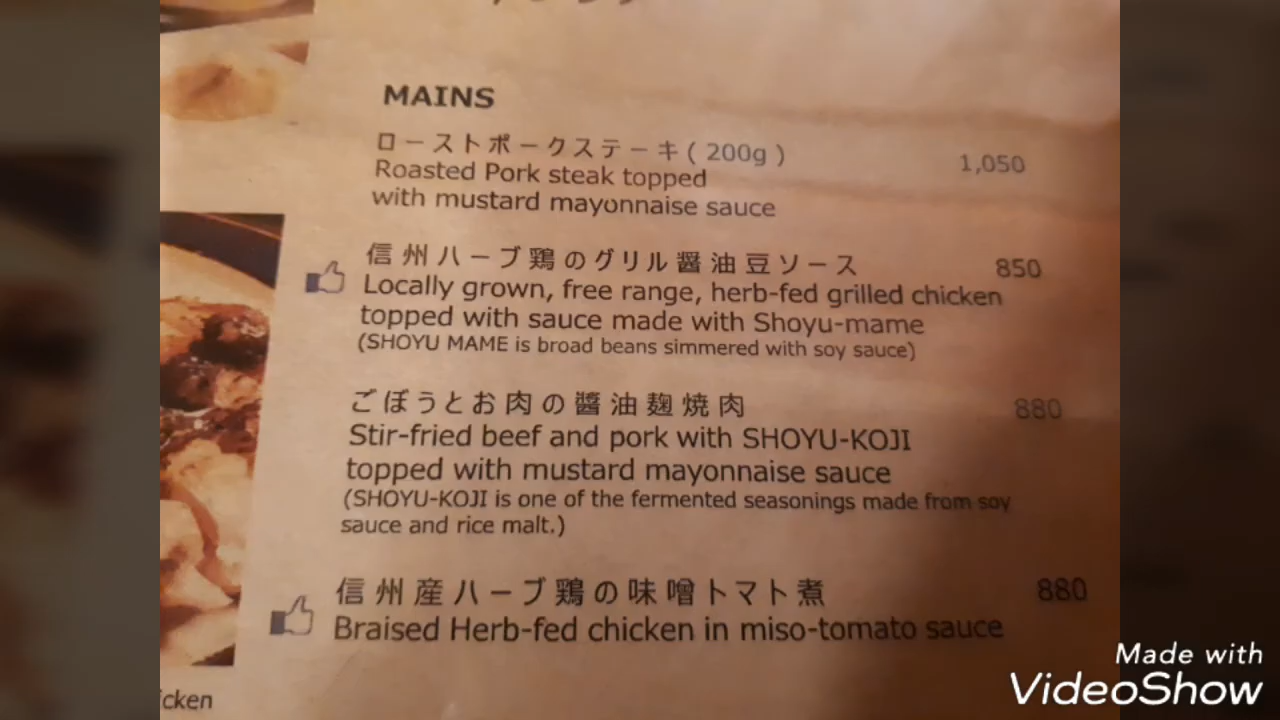 MAINS
ローストポークステーキ ( 200g ) 1,050
Roasted Pork steak topped
with mustard mayonnaise sauce
信州ハーブ鶏のグリル醤油豆ソース 850
Locally grown, free range, herb-fed grilled chicken
topped with sauce made with Shoyu-mame
(SHOYU MAME is broad beans simmered with soy sauce)
ごぼうとお肉の醤油麹焼肉 880
Stir-fried beef and pork with SHOYU-KOJI
topped with mustard mayonnaise sauce
(SHOYU-KOJI is one of the fermented seasonings made from soy
sauce and rice malt.)
信州産ハーブ鶏の味噌トマト煮 880
Braised Herb-fed chicken in miso-tomato sauce
icken
Made with
VideoShow